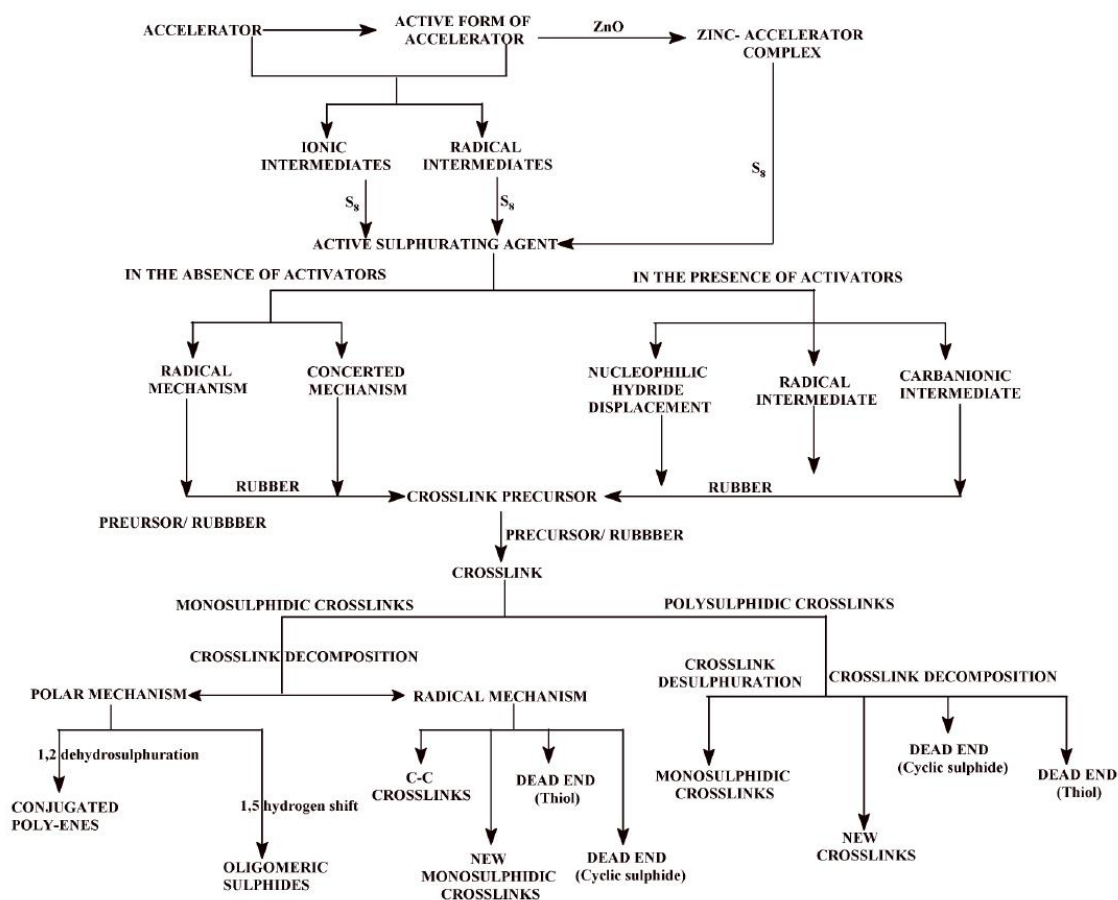 ACCELERATOR
ACTIVE FORM OF
ACCELERATOR
ZnO
ZINC- ACCELERATOR
COMPLEX
IONIC
INTERMEDIATES
RADICAL
INTERMEDIATES
S8
S8
S8
ACTIVE SULPHURATING AGENT
IN THE ABSENCE OF ACTIVATORS
IN THE PRESENCE OF ACTIVATORS
RADICAL
MECHANISM
CONCERTED
MECHANISM
NUCLEOPHILIC
HYDRIDE
DISPLACEMENT
RADICAL
INTERMEDIATE
CARBANIONIC
INTERMEDIATE
RUBBER
CROSSLINK PRECURSOR
RUBBER
PREURSOR/ RUBBBER
PRECURSOR/ RUBBBER
CROSSLINK
MONOSULPHIDIC CROSSLINKS
POLYSULPHIDIC CROSSLINKS
CROSSLINK DECOMPOSITION
CROSSLINK
DESULPHURATION
CROSSLINK DECOMPOSITION
POLAR MECHANISM
RADICAL MECHANISM
1,2 dehydrosulphuration
1,5 hydrogen shift
CONJUGATED
POLY-ENES
OLIGOMERIC
SULPHIDES
C-C
CROSSLINKS
DEAD END
(Thiol)
NEW
MONOSULPHIDIC
CROSSLINKS
DEAD END
(Cyclic sulphide)
MONOSULPHIDIC
CROSSLINKS
DEAD END
(Cyclic sulphide)
DEAD END
(Thiol)
NEW
CROSSLINKS